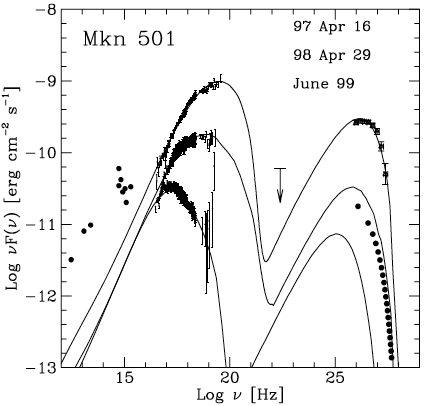 Mkn 501
97 Apr 16
98 Apr 29
June 99
Log νF(ν) [erg cm⁻² s⁻¹]
−8
−9
−10
−11
−12
−13
15
20
25
Log ν [Hz]